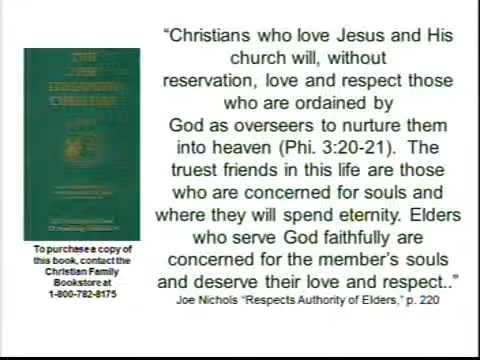 “Christians who love Jesus and His
church will, without
reservation, love and respect those
who are ordained by
God as overseers to nurture them
into heaven (Phi. 3:20-21).  The
truest friends in this life are those
who are concerned for souls and
where they will spend eternity.  Elders
who serve God faithfully are
concerned for the member’s souls
and deserve their love and respect..”
Joe Nichols “Respects Authority of Elders,” p. 220
To purchase a copy of
this book, contact the
Christian Family
Bookstore at
1-800-782-8175